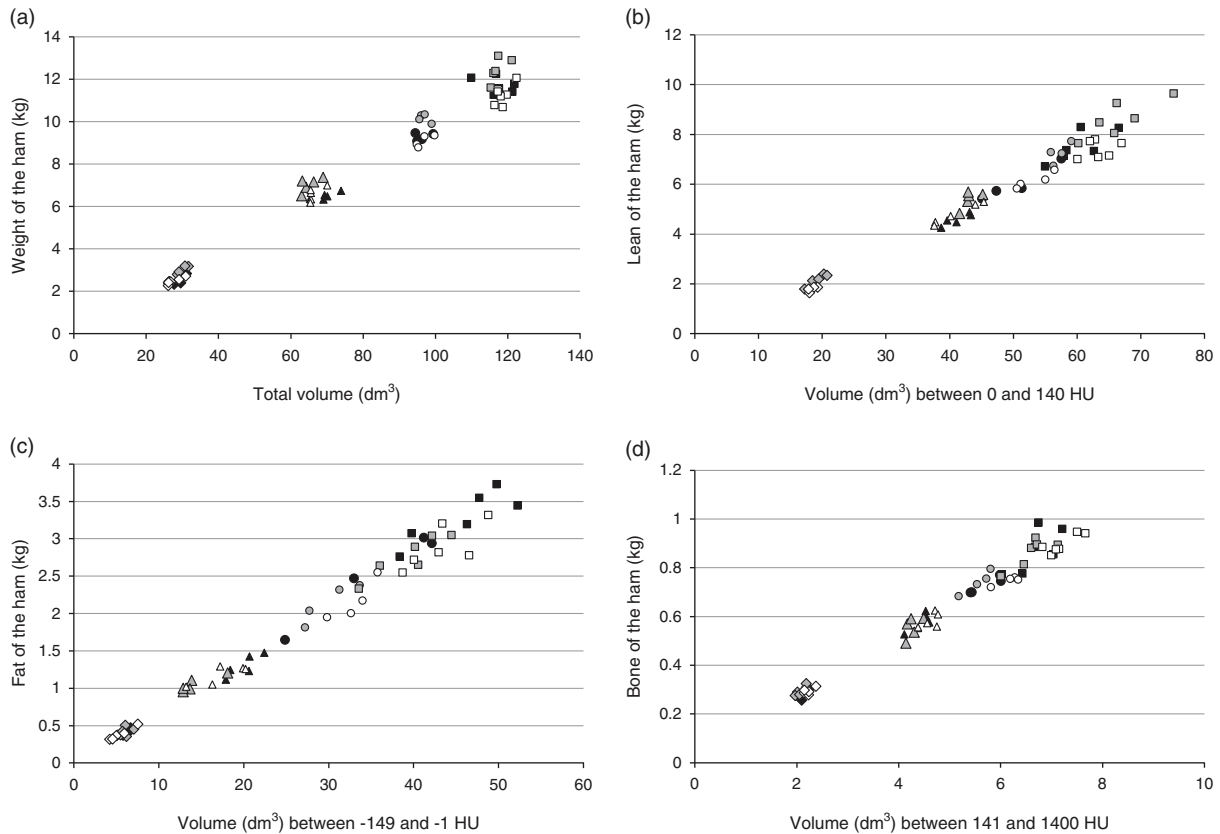 (a)
14
12
10
8
6
4
2
0
Weight of the ham (kg)
0 20 40 60 80 100 120 140
Total volume (dm³)
(b)
12
10
8
6
4
2
0
Lean of the ham (kg)
0 10 20 30 40 50 60 70 80
Volume (dm³) between 0 and 140 HU
(c)
4
3.5
3
2.5
2
1.5
1
0.5
0
Fat of the ham (kg)
0 10 20 30 40 50 60
Volume (dm³) between -149 and -1 HU
(d)
1.2
1
0.8
0.6
0.4
0.2
0
Bone of the ham (kg)
0 2 4 6 8 10
Volume (dm³) between 141 and 1400 HU